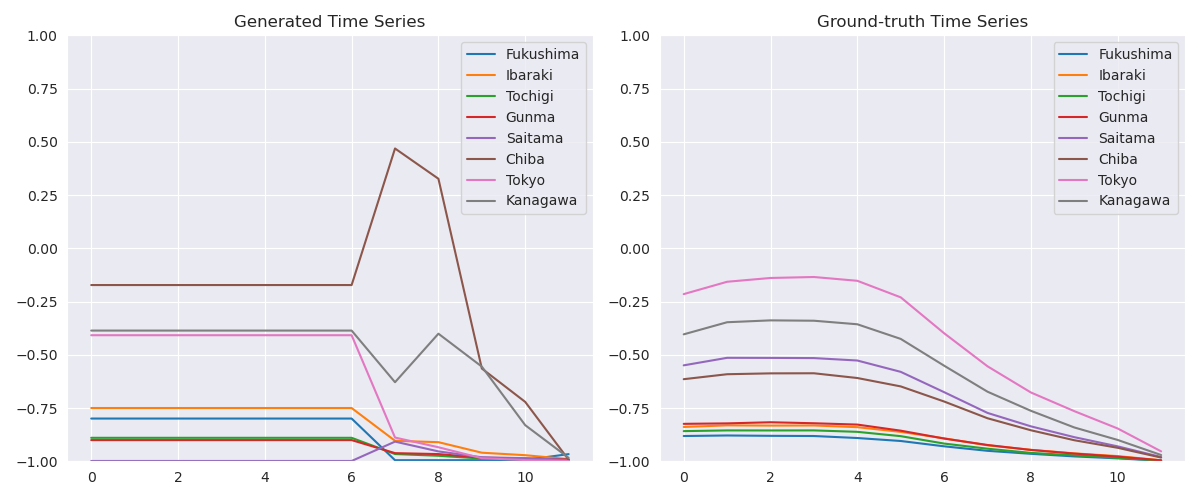 Generated Time Series
1.00
0.75
0.50
0.25
0.00
−0.25
−0.50
−0.75
−1.00
0 2 4 6 8 10
Fukushima
Ibaraki
Tochigi
Gunma
Saitama
Chiba
Tokyo
Kanagawa
Ground-truth Time Series
1.00
0.75
0.50
0.25
0.00
−0.25
−0.50
−0.75
−1.00
0 2 4 6 8 10
Fukushima
Ibaraki
Tochigi
Gunma
Saitama
Chiba
Tokyo
Kanagawa